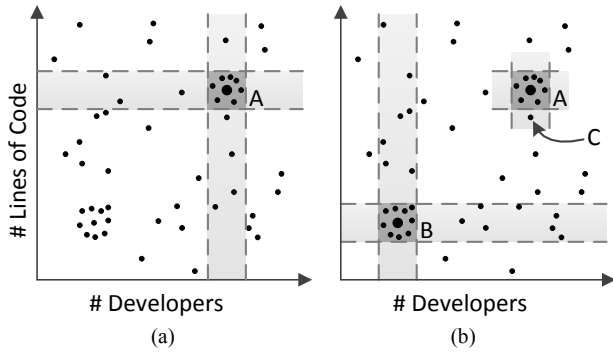 # Lines of Code
A
# Developers
(a)
A
C
B
# Developers
(b)